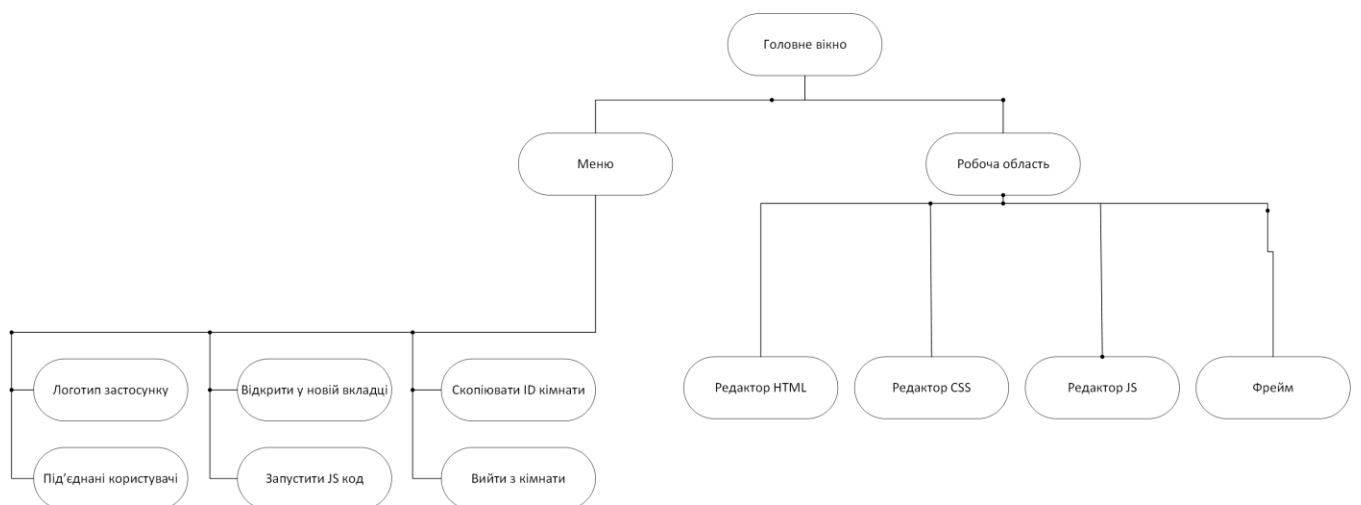 Головне вікно
Меню
Робоча область
Логотип застосунку
Відкрити у новій вкладці
Скопіювати ID кімнати
Редактор HTML
Редактор CSS
Редактор JS
Фрейм
Під’єднані користувачі
Запустити JS код
Вийти з кімнати